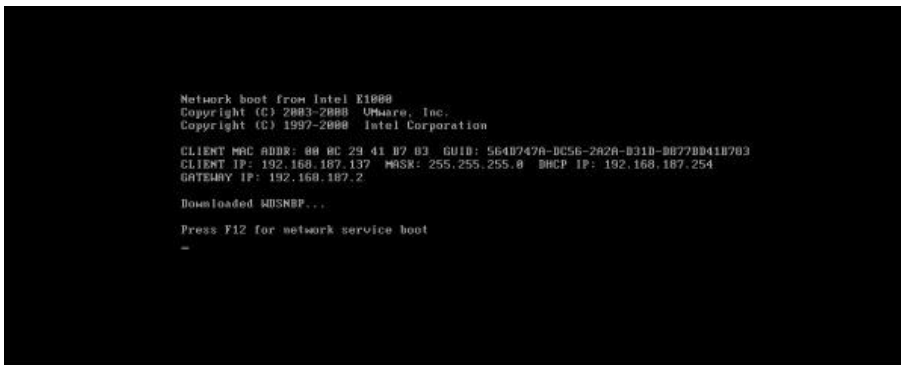 Network boot from Intel E1000
Copyright (C) 2003-2008  VMware, Inc.
Copyright (C) 1997-2000  Intel Corporation
CLIENT MAC ADDR: 00 0C 29 41 B7 83  GUID: 564D747A-DC56-2A2A-D31D-D877BD41B783
CLIENT IP: 192.168.187.137  MASK: 255.255.255.0  DHCP IP: 192.168.187.254
GATEWAY IP: 192.168.187.2
Downloaded WDSNBP...
Press F12 for network service boot